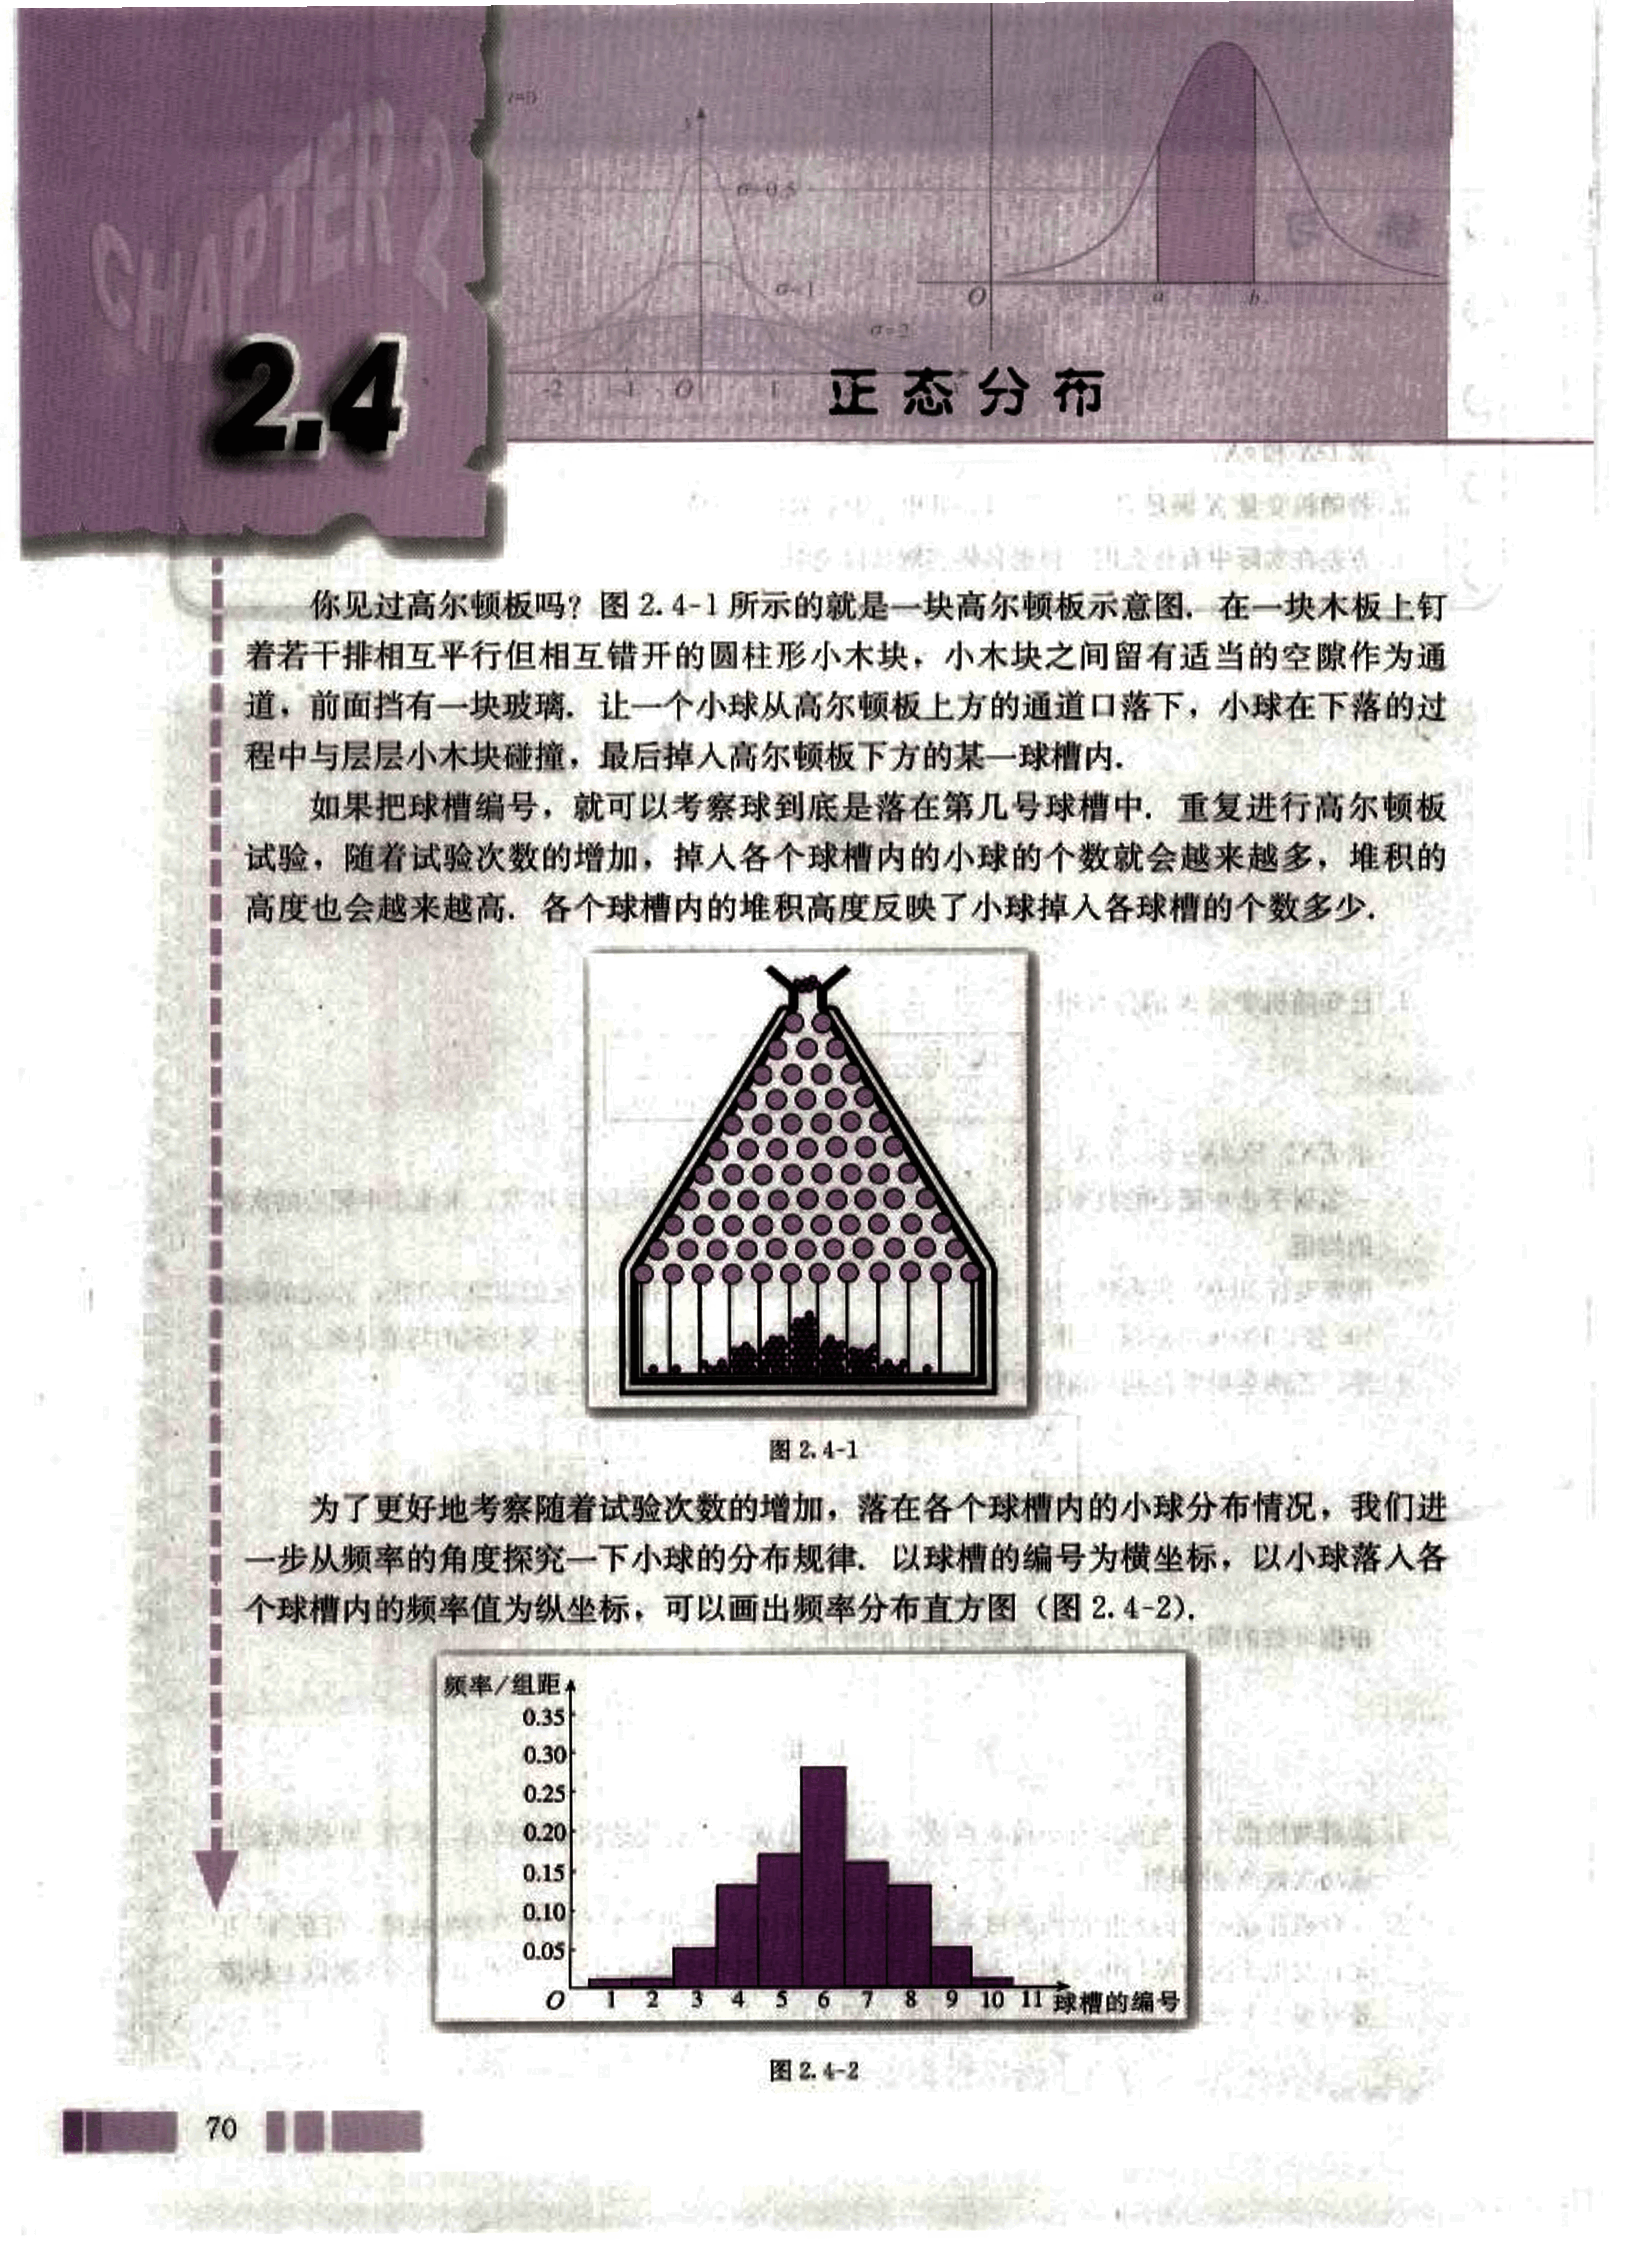 CHAPTER 2
2.4
σ=0.5
σ=1
σ=2
-2 -1 O 1
y
O a b
正态分布
你见过高尔顿板吗？图 2.4-1 所示的就是一块高尔顿板示意图. 在一块木板上钉
着若干排相互平行但相互错开的圆柱形小木块，小木块之间留有适当的空隙作为通
道，前面挡有一块玻璃. 让一个小球从高尔顿板上方的通道口落下，小球在下落的过
程中与层层小木块碰撞，最后掉入高尔顿板下方的某一球槽内.
如果把球槽编号，就可以考察球到底是落在第几号球槽中. 重复进行高尔顿板
试验，随着试验次数的增加，掉入各个球槽内的小球的个数就会越来越多，堆积的
高度也会越来越高. 各个球槽内的堆积高度反映了小球掉入各球槽的个数多少.
图 2.4-1
为了更好地考察随着试验次数的增加，落在各个球槽内的小球分布情况，我们进
一步从频率的角度探究一下小球的分布规律. 以球槽的编号为横坐标，以小球落入各
个球槽内的频率值为纵坐标，可以画出频率分布直方图（图 2.4-2）.
频率/组距
0.35
0.30
0.25
0.20
0.15
0.10
0.05
O 1 2 3 4 5 6 7 8 9 10 11 球槽的编号
图 2.4-2
70